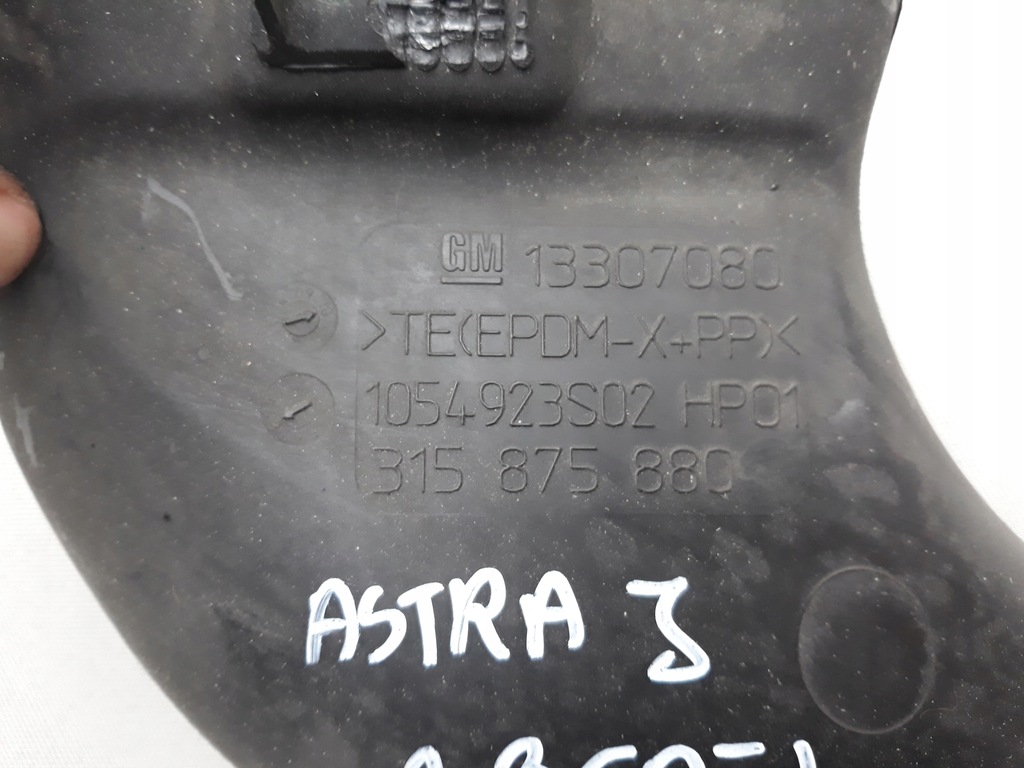 GM 13307080
>TE(EPDM-X+PP)<
1054923S02 HP01
315 875 880
ASTRA J